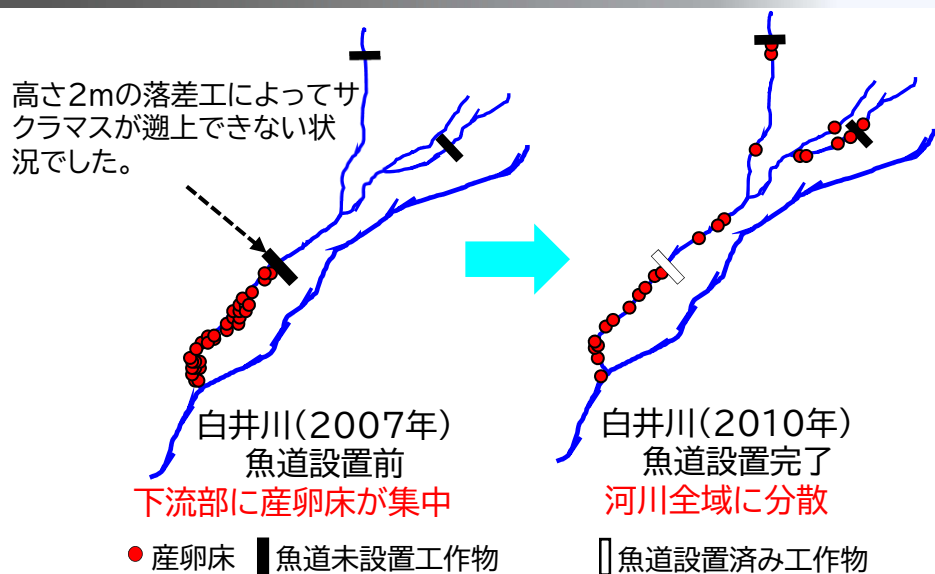 高さ2mの落差工によってサ
クラマスが遡上できない状
況でした。
白井川(2007年)
魚道設置前
下流部に産卵床が集中
白井川(2010年)
魚道設置完了
河川全域に分散
産卵床
魚道未設置工作物
魚道設置済み工作物